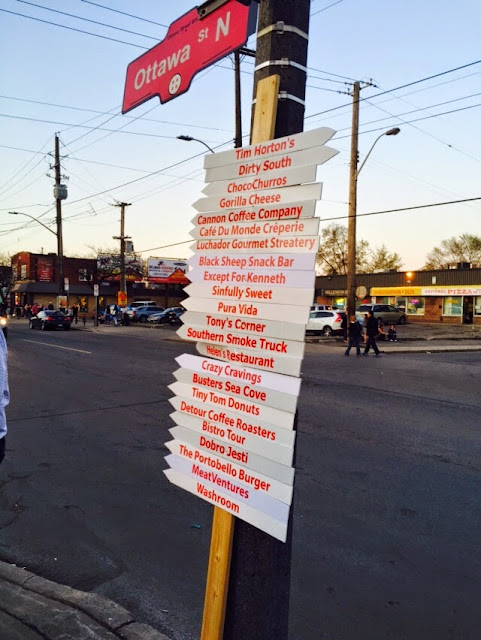 Ottawa St N
Tim Horton's
Dirty South
ChocoChurros
Gorilla Cheese
Cannon Coffee Company
Café Du Monde Crêperie
Luchador Gourmet Streatery
Black Sheep Snack Bar
Except For Kenneth
Sinfully Sweet
Pura Vida
Tony's Corner
Southern Smoke Truck
Helen's Restaurant
Crazy Cravings
Busters Sea Cove
Tiny Tom Donuts
Detour Coffee Roasters
Bistro Tour
Dobro Jesti
The Portobello Burger
MeatVentures
Washroom
PIZZA